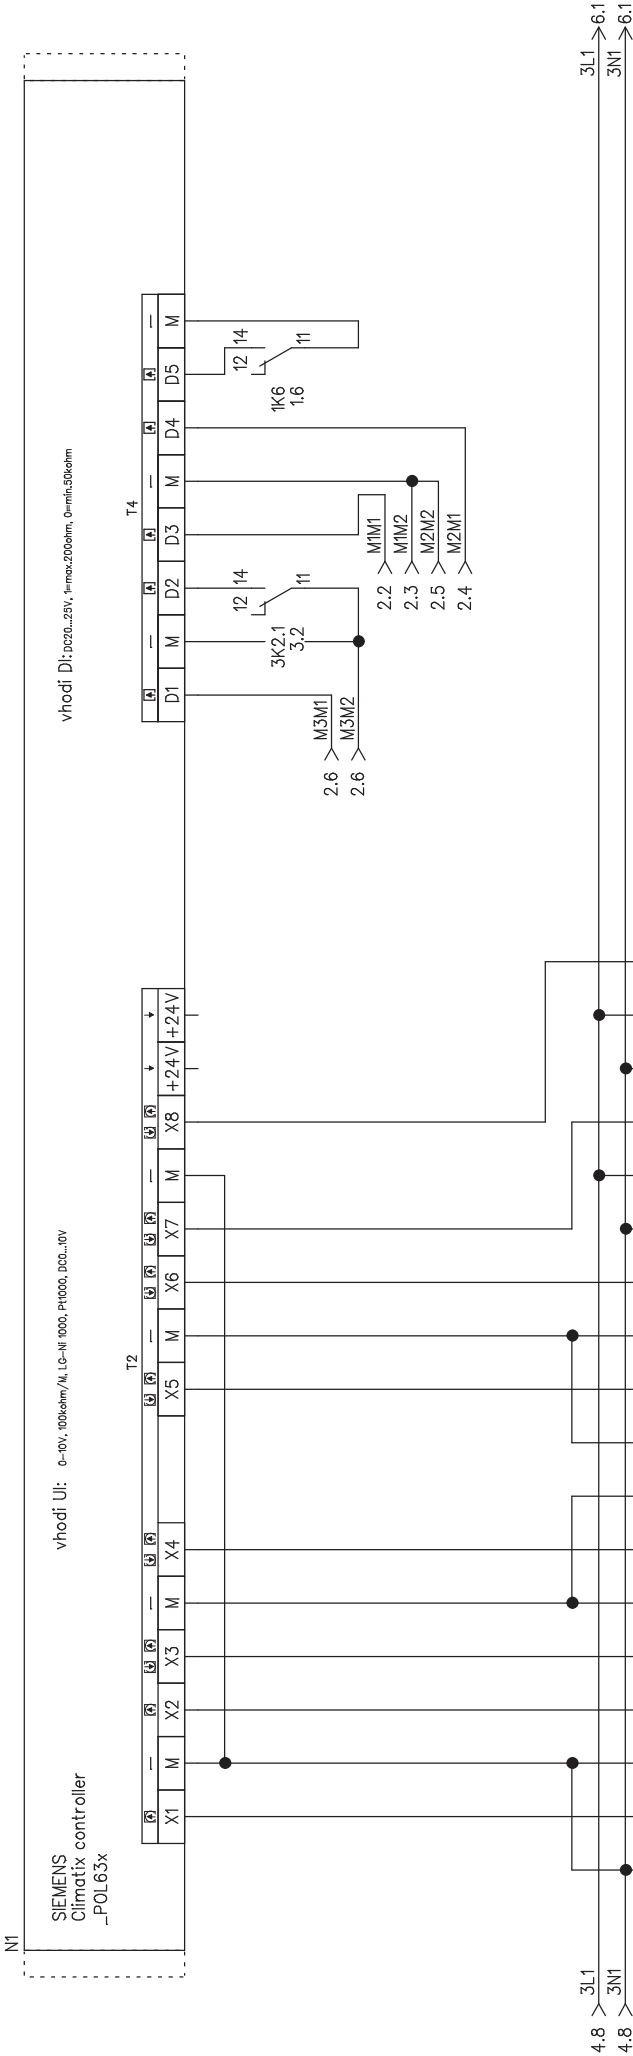 N1
SIEMENS
Climatix controller
_POL63x
vhodi UI: 0-10V, 100kohm/M, LG-Ni 1000, Pt1000, DC0...10V
vhodi DI: DC20...25V, 1=max.200ohm, 0=min.50kohm
T2
X1 M X2 X3 M X4 X5 M X6 X7 M X8 +24V +24V
T4
D1 M D2 D3 M D4 D5 M
12 14
11
3K2.1
3.2
12 14
11
1K6
1.6
2.6 M3M1
2.6 M3M2
2.2 M1M1
2.3 M1M2
2.5 M2M2
2.4 M2M1
4.8 3L1 3L1 6.1
4.8 3N1 3N1 6.1